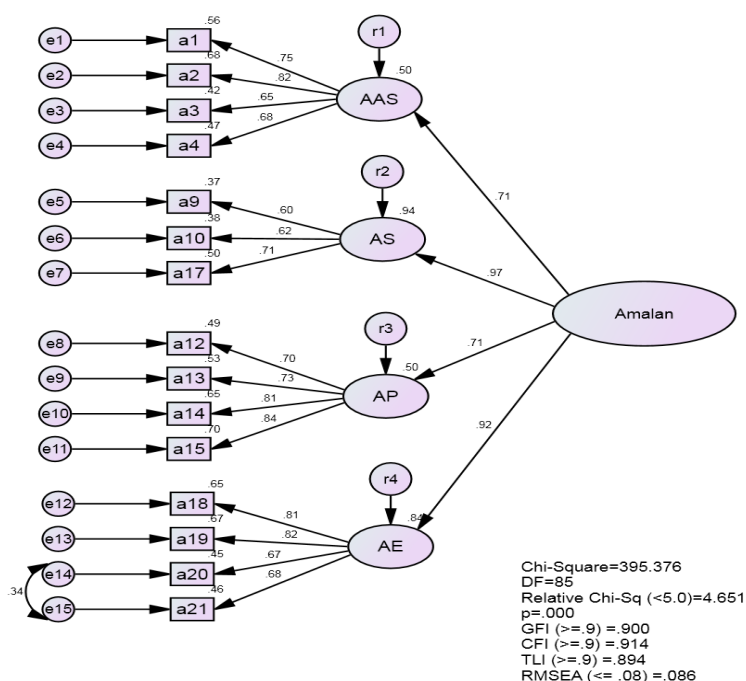 .56
r1
e1
a1
.75
.68
.50
e2
a2
.82
.42
.65
AAS
e3
a3
.47
.68
e4
a4
r2
.37
.71
e5
a9
.60
.94
.38
.62
AS
e6
a10
.50
.71
e7
a17
.97
Amalan
r3
.49
e8
a12
.70
.71
.53
.73
.50
e9
a13
.65
.81
AP
e10
a14
.70
.84
e11
a15
.92
r4
.65
e12
a18
.81
.67
.84
e13
a19
.82
.45
.67
AE
e14
a20
.46
.68
.34
e15
a21
Chi-Square=395.376
DF=85
Relative Chi-Sq (<5.0)=4.651
p=.000
GFI (>=.9) =.900
CFI (>=.9) =.914
TLI (>=.9) =.894
RMSEA (<= .08) =.086